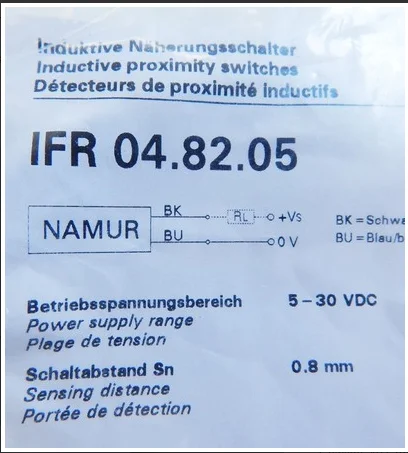 Induktive Näherungsschalter
Inductive proximity switches
Détecteurs de proximité inductifs
IFR 04.82.05
NAMUR
BK RL +Vs
BU 0 V
BK = Schwa
BU = Blau/b
Betriebsspannungsbereich 5 – 30 VDC
Power supply range
Plage de tension
Schaltabstand Sn 0.8 mm
Sensing distance
Portée de détection